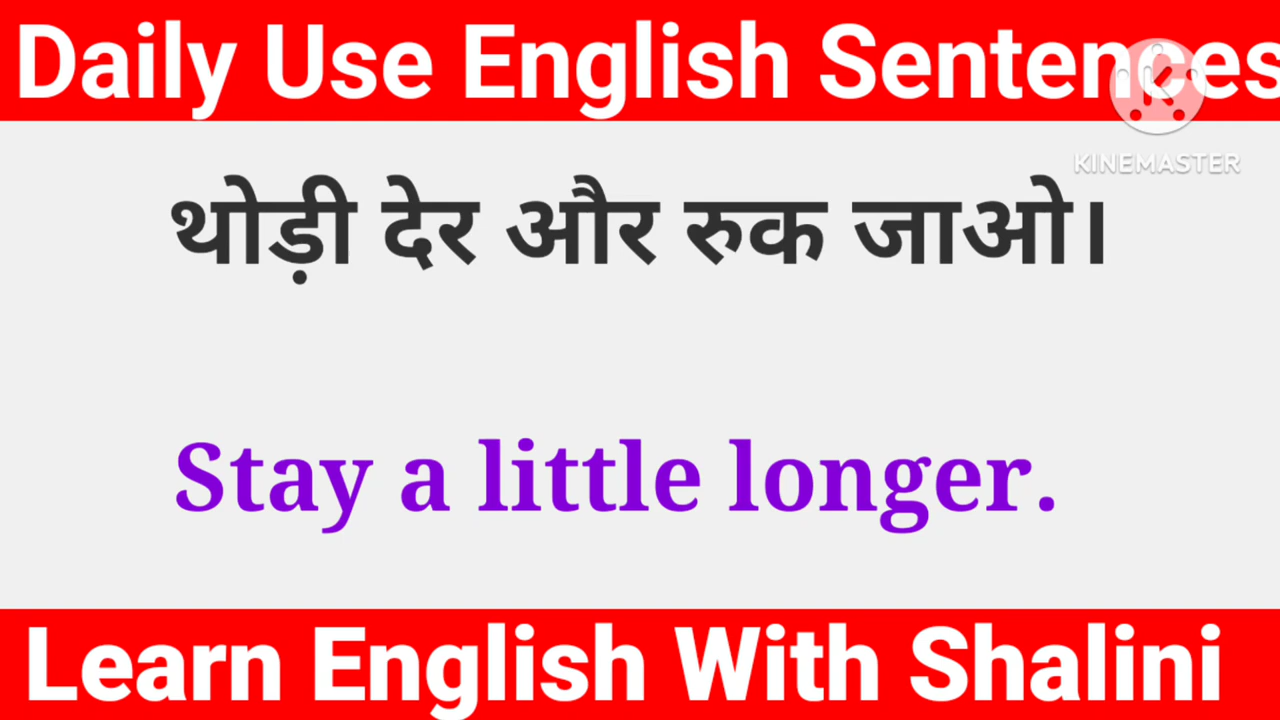 Daily Use English Sentences
KINEMASTER
थोड़ी देर और रुक जाओ।
Stay a little longer.
Learn English With Shalini